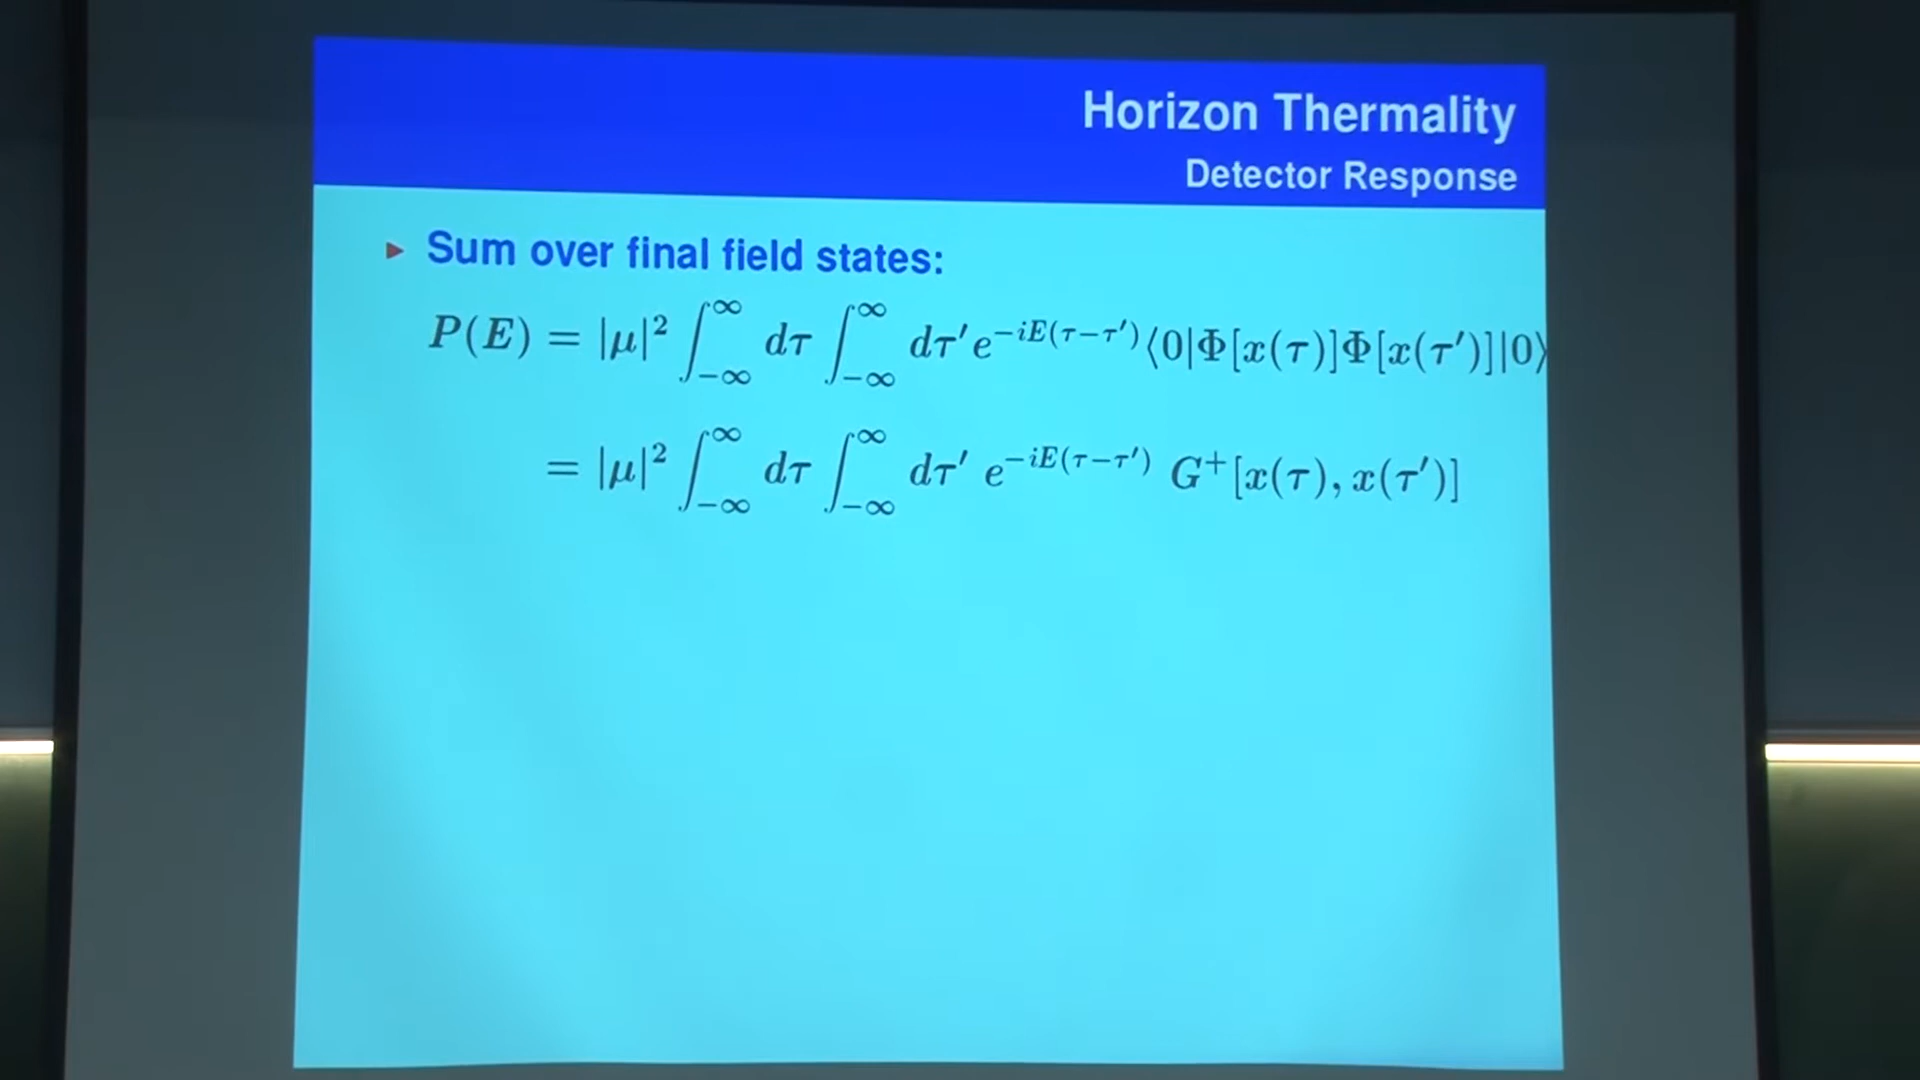 Horizon Thermality
Detector Response
▶ Sum over final field states:
P(E) = |μ|² ∫_{-∞}^{∞} dτ ∫_{-∞}^{∞} dτ′e^{−iE(τ−τ′)}⟨0|Φ[x(τ)]Φ[x(τ′)]|0⟩
= |μ|² ∫_{-∞}^{∞} dτ ∫_{-∞}^{∞} dτ′ e^{−iE(τ−τ′)} G⁺[x(τ), x(τ′)]